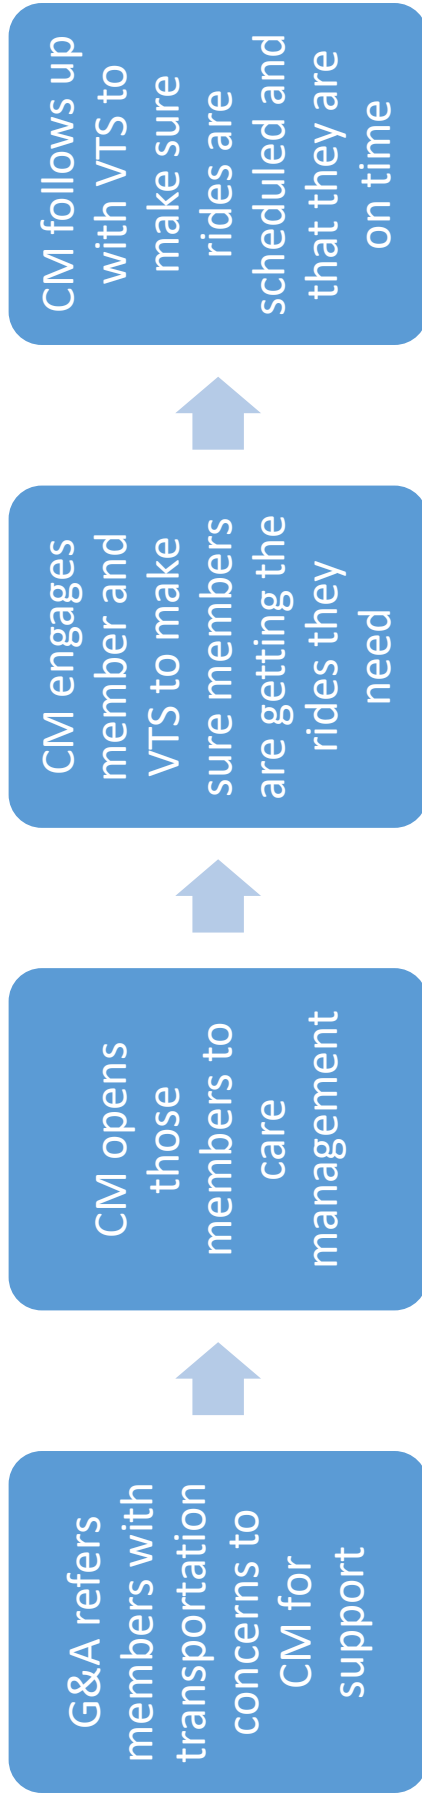 G&A refers
members with
transportation
concerns to
CM for
support
CM opens
those
members to
care
management
CM engages
member and
VTS to make
sure members
are getting the
rides they
need
CM follows up
with VTS to
make sure
rides are
scheduled and
that they are
on time